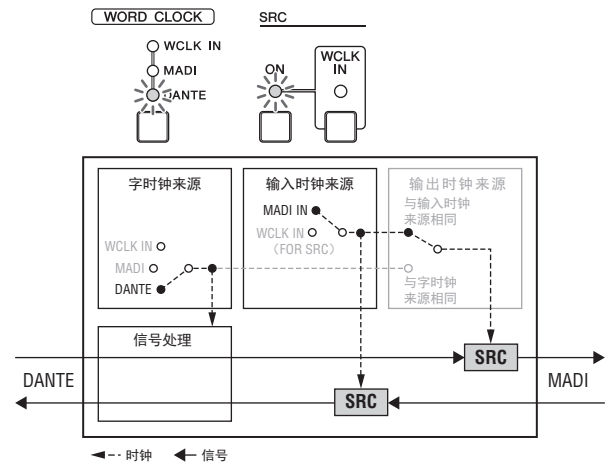 WORD CLOCK
WCLK IN
MADI
DANTE
SRC
ON
WCLK
IN
字时钟来源
WCLK IN
MADI
DANTE
输入时钟来源
MADI IN
WCLK IN
(FOR SRC)
输出时钟来源
与输入时钟
来源相同
与字时钟
来源相同
信号处理
SRC
SRC
DANTE
MADI
时钟
信号